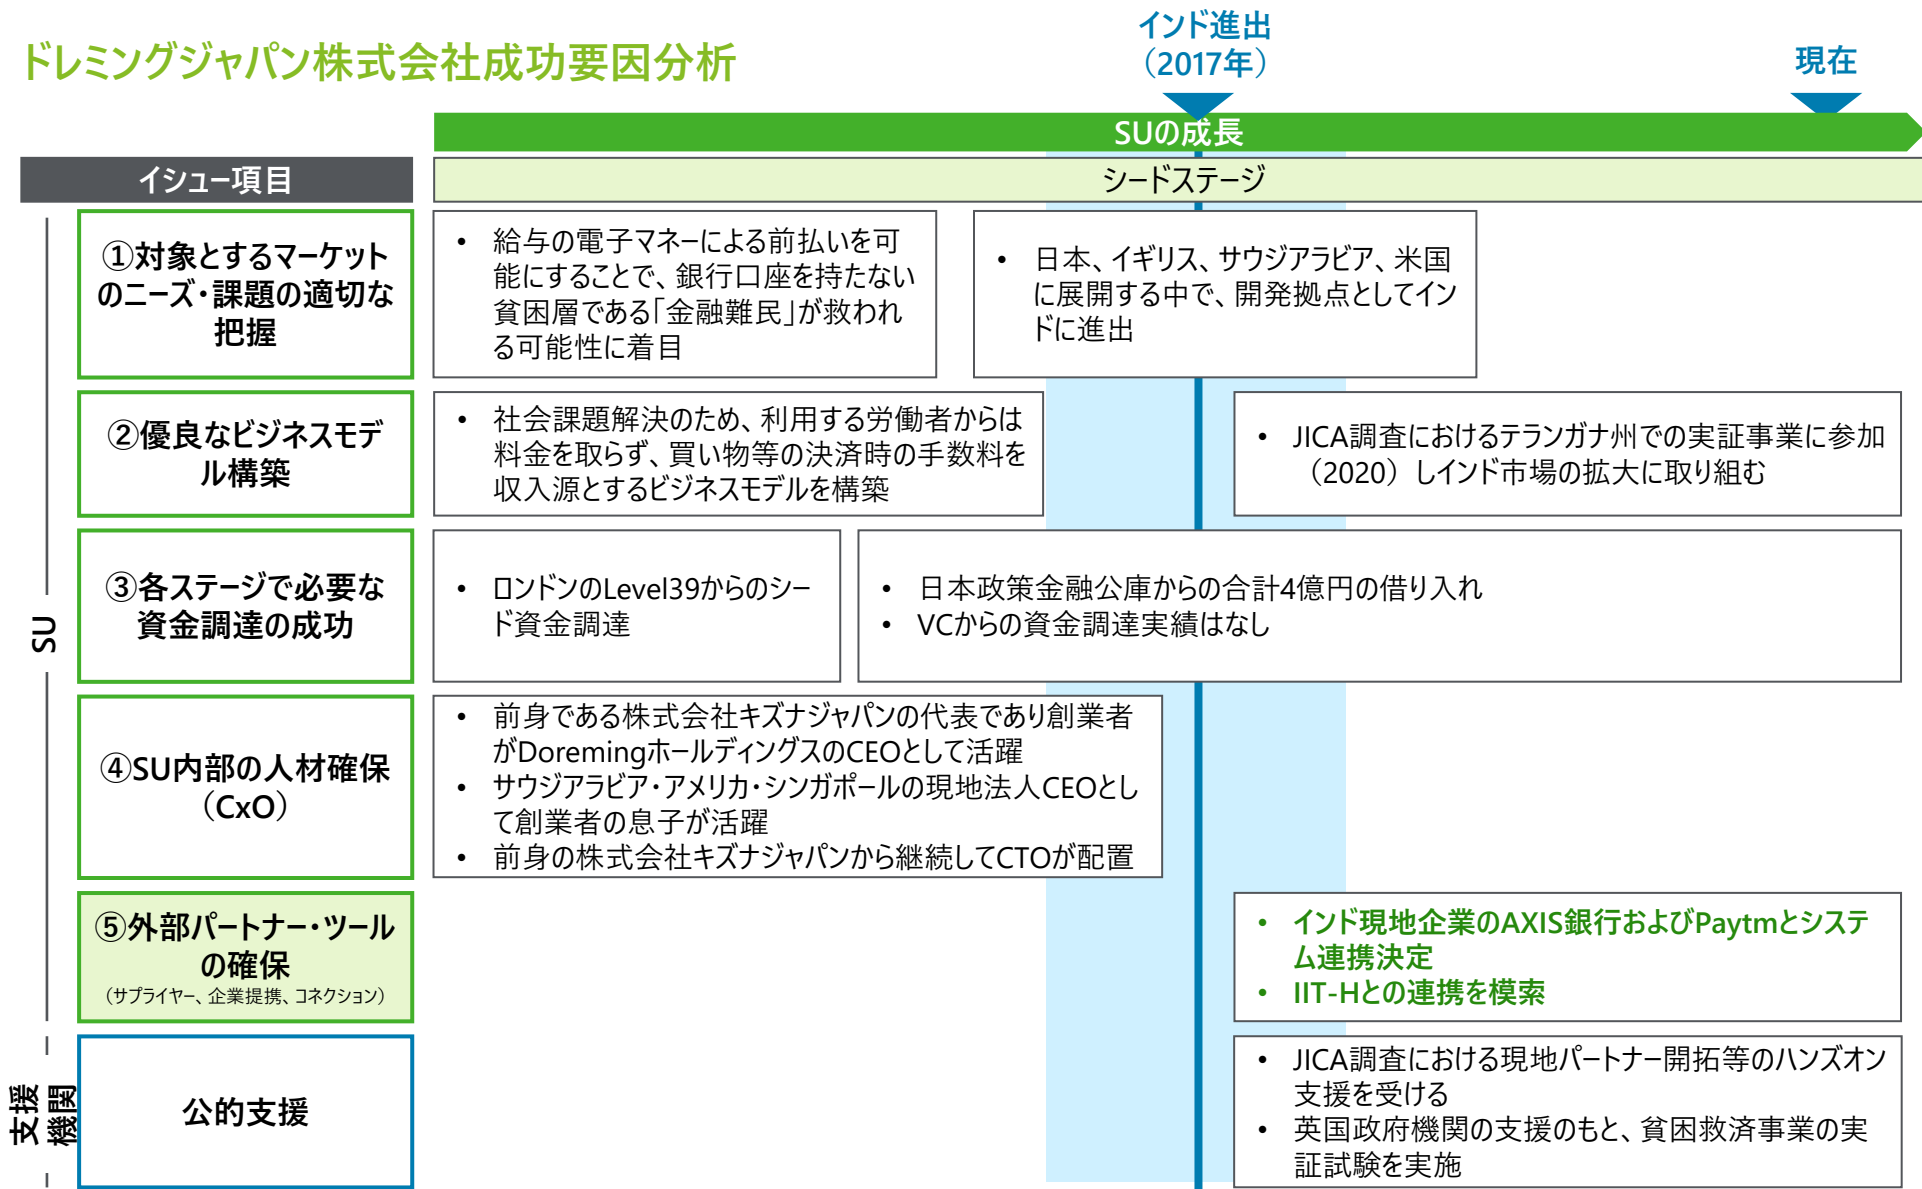 ドレミングジャパン株式会社成功要因分析
インド進出
（2017年）
現在
SUの成長
イシュー項目
シードステージ
SU
①対象とするマーケット
のニーズ・課題の適切な
把握
• 給与の電子マネーによる前払いを可
能にすることで、銀行口座を持たない
貧困層である「金融難民」が救われ
る可能性に着目
• 日本、イギリス、サウジアラビア、米国
に展開する中で、開発拠点としてイン
ドに進出
②優良なビジネスモデ
ル構築
• 社会課題解決のため、利用する労働者からは
料金を取らず、買い物等の決済時の手数料を
収入源とするビジネスモデルを構築
• JICA調査におけるテランガナ州での実証事業に参加
（2020）しインド市場の拡大に取り組む
③各ステージで必要な
資金調達の成功
• ロンドンのLevel39からのシー
ド資金調達
• 日本政策金融公庫からの合計4億円の借り入れ
• VCからの資金調達実績はなし
④SU内部の人材確保
（CxO）
• 前身である株式会社キズナジャパンの代表であり創業者
がDoremingホールディングスのCEOとして活躍
• サウジアラビア・アメリカ・シンガポールの現地法人CEOとし
て創業者の息子が活躍
• 前身の株式会社キズナジャパンから継続してCTOが配置
⑤外部パートナー・ツール
の確保
（サプライヤー、企業提携、コネクション）
• インド現地企業のAXIS銀行およびPaytmとシステ
ム連携決定
• IIT-Hとの連携を模索
支援
機関
公的支援
• JICA調査における現地パートナー開拓等のハンズオン
支援を受ける
• 英国政府機関の支援のもと、貧困救済事業の実
証試験を実施